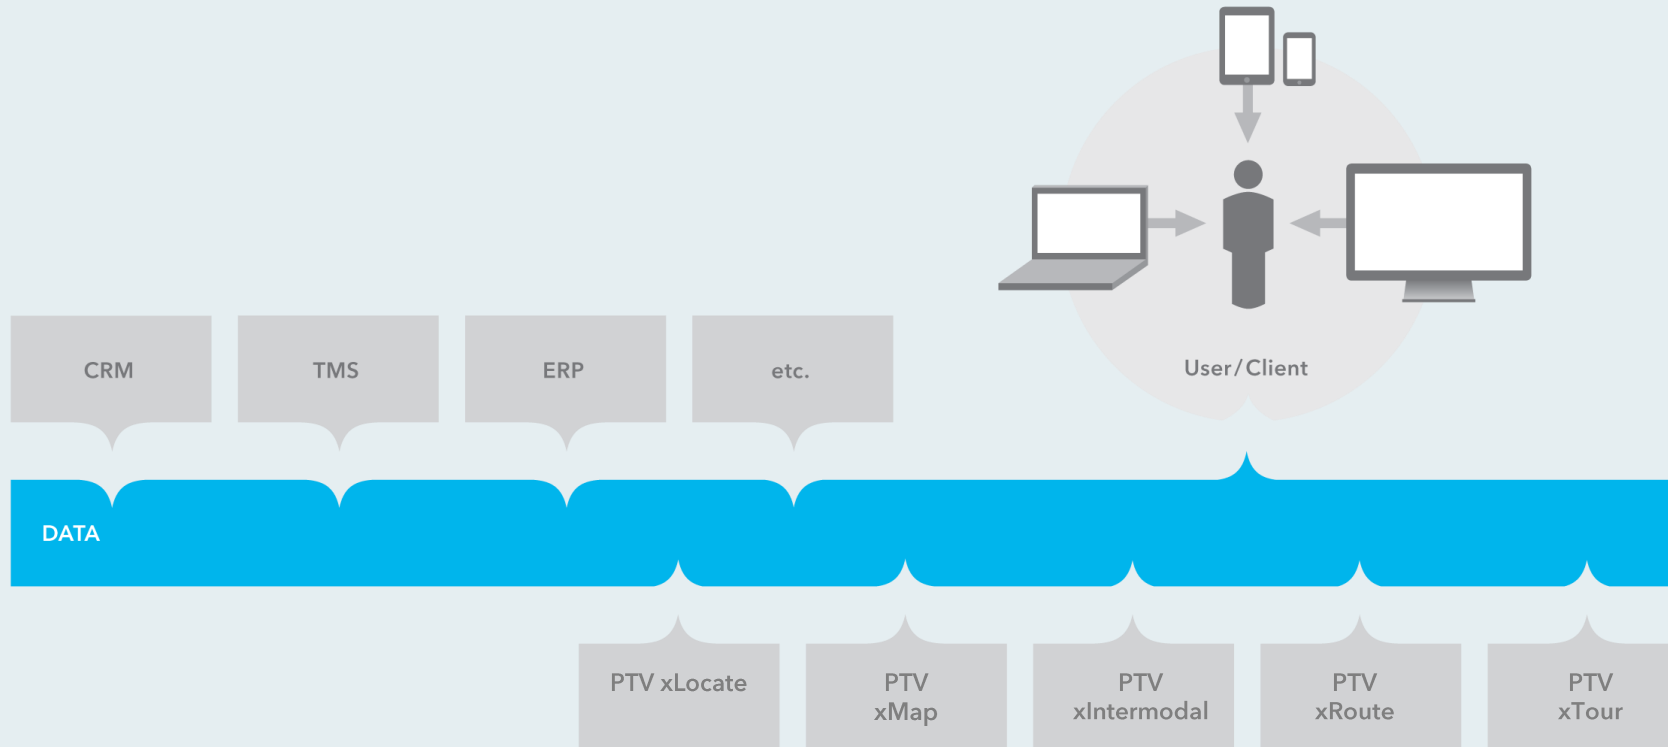 User/Client
CRM
TMS
ERP
etc.
DATA
PTV xLocate
PTV
xMap
PTV
xIntermodal
PTV
xRoute
PTV
xTour